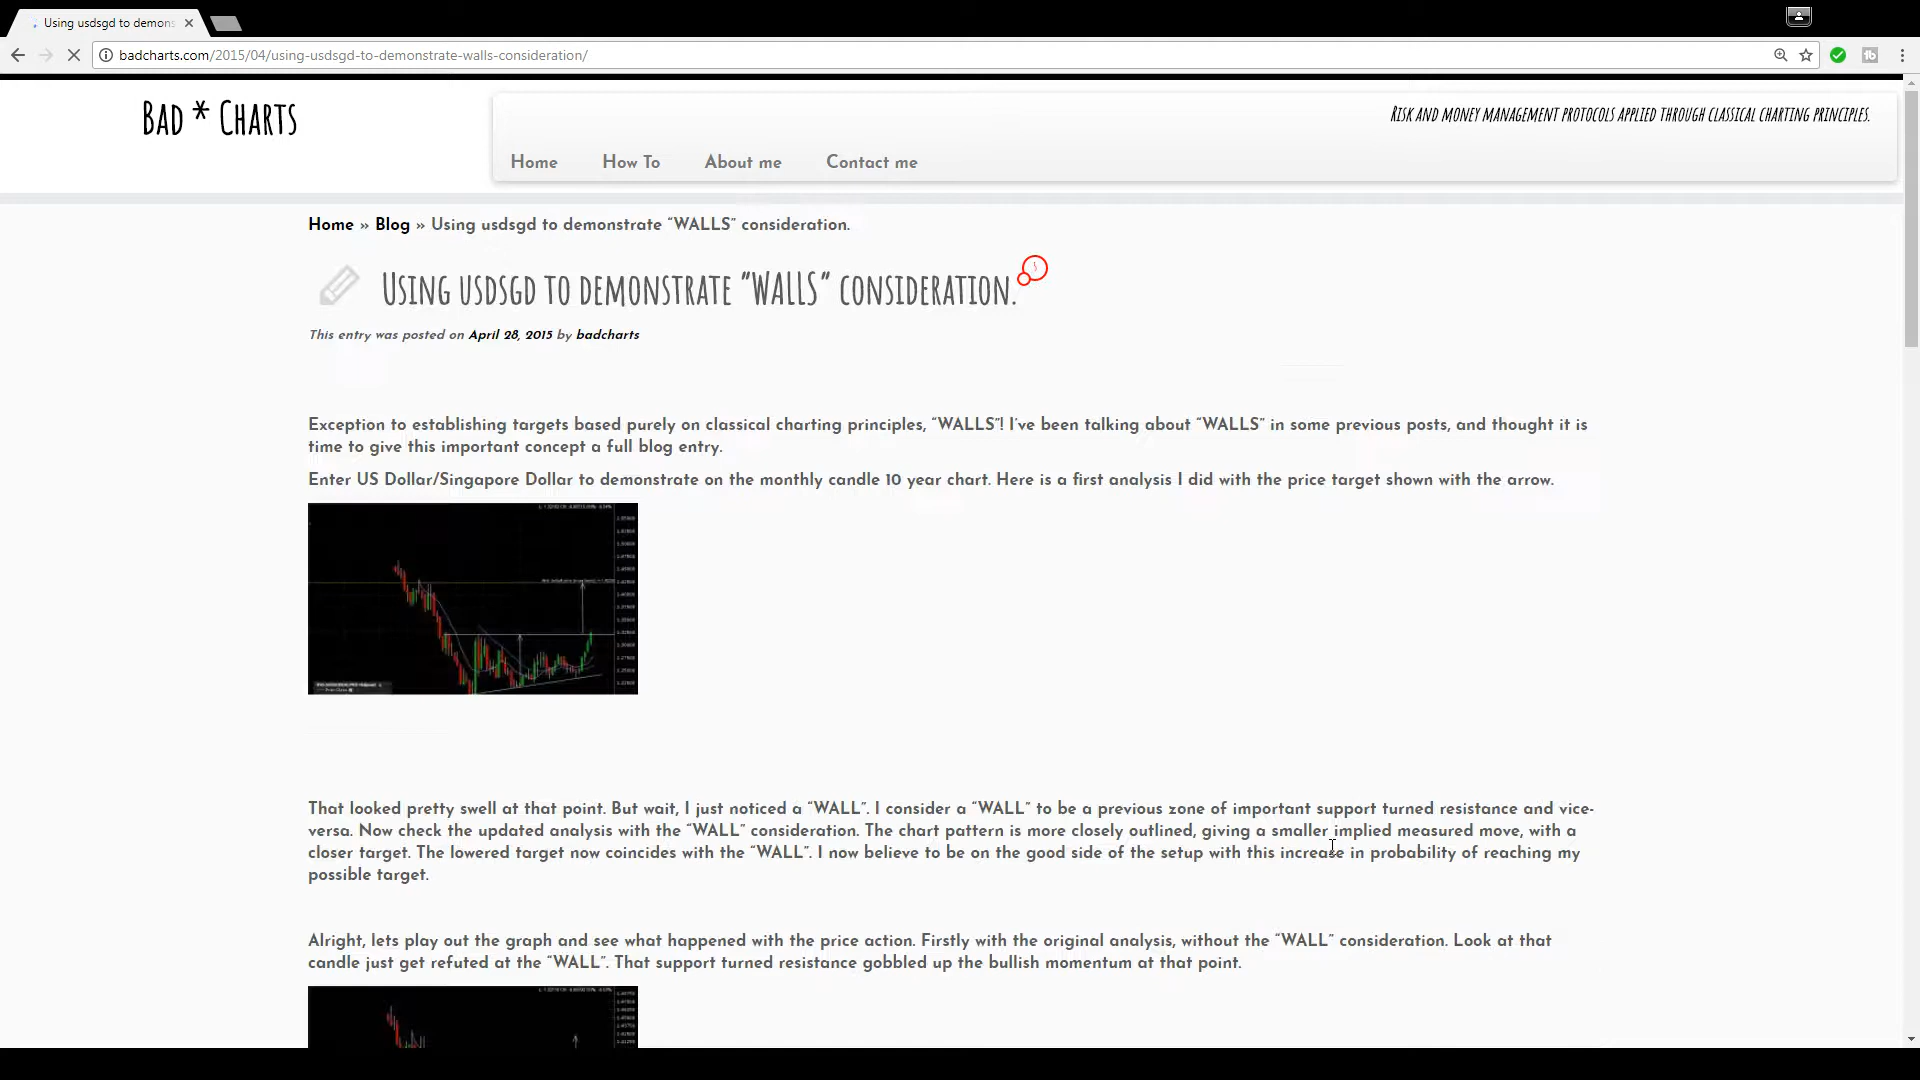 Using usdsgd to demons
badcharts.com/2015/04/using-usdsgd-to-demonstrate-walls-consideration/
Bad * Charts
Risk and money management protocols applied through classical charting principles.
Home How To About me Contact me
Home » Blog » Using usdsgd to demonstrate “WALLS” consideration.
Using usdsgd to demonstrate “WALLS” consideration.
This entry was posted on April 28, 2015 by badcharts
Exception to establishing targets based purely on classical charting principles, “WALLS”! I’ve been talking about “WALLS” in some previous posts, and thought it is
time to give this important concept a full blog entry.
Enter US Dollar/Singapore Dollar to demonstrate on the monthly candle 10 year chart. Here is a first analysis I did with the price target shown with the arrow.
That looked pretty swell at that point. But wait, I just noticed a “WALL”. I consider a “WALL” to be a previous zone of important support turned resistance and vice-
versa. Now check the updated analysis with the “WALL” consideration. The chart pattern is more closely outlined, giving a smaller implied measured move, with a
closer target. The lowered target now coincides with the “WALL”. I now believe to be on the good side of the setup with this increase in probability of reaching my
possible target.
Alright, lets play out the graph and see what happened with the price action. Firstly with the original analysis, without the “WALL” consideration. Look at that
candle just get refuted at the “WALL”. That support turned resistance gobbled up the bullish momentum at that point.